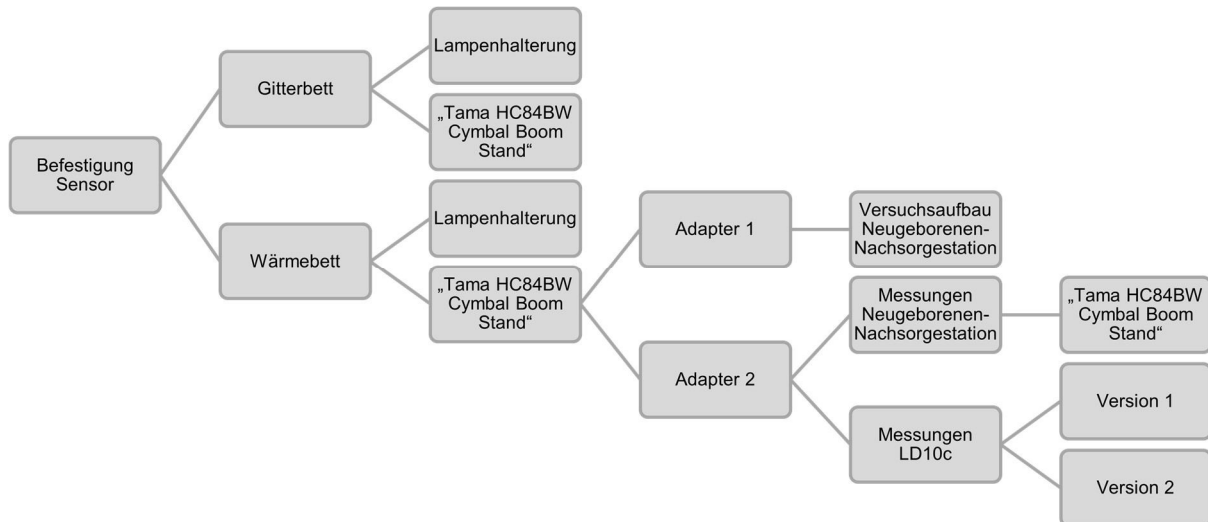 Befestigung
Sensor
Gitterbett
Lampenhalterung
„Tama HC84BW
Cymbal Boom
Stand“
Wärmebett
Lampenhalterung
„Tama HC84BW
Cymbal Boom
Stand“
Adapter 1
Versuchsaufbau
Neugeborenen-
Nachsorgestation
Adapter 2
Messungen
Neugeborenen-
Nachsorgestation
„Tama HC84BW
Cymbal Boom
Stand“
Messungen
LD10c
Version 1
Version 2